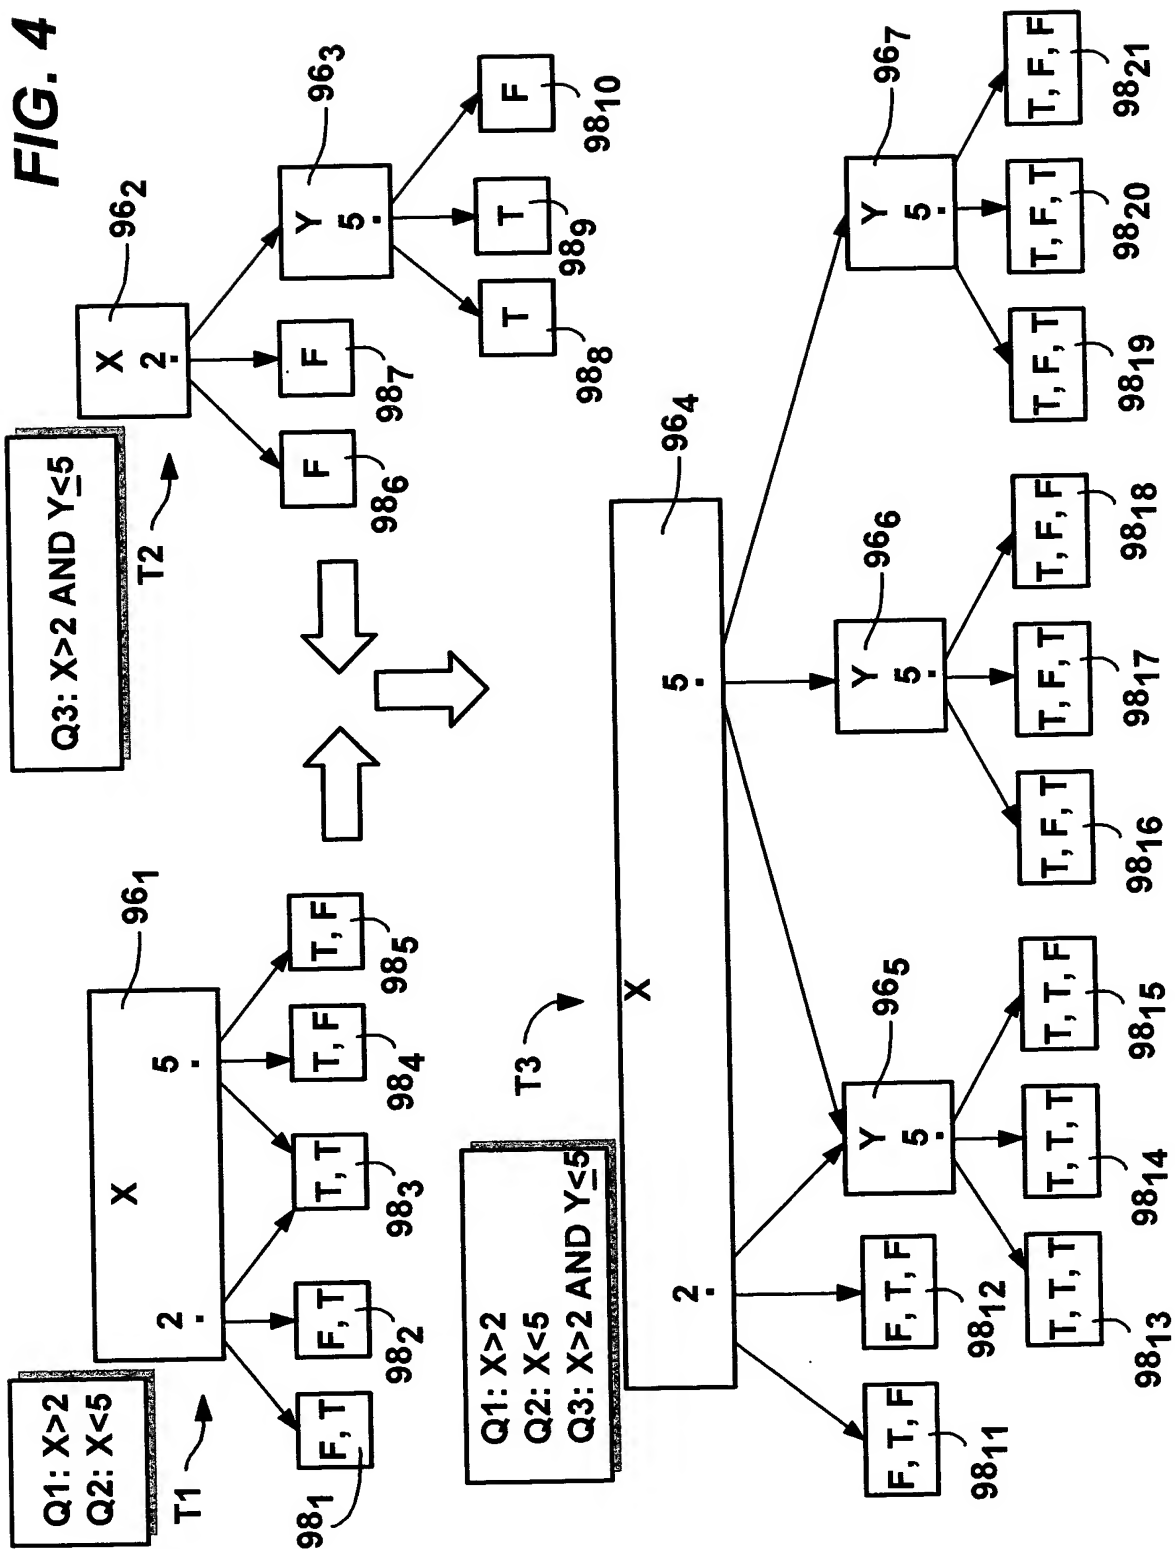 FIG. 4
Q1: X>2
Q2: X<5
T1
X
2.
5.
96₁
F, T
F, T
T, T
T, F
T, F
98₁
98₂
98₃
98₄
98₅
Q3: X>2 AND Y≤5
T2
X
2.
96₂
F
F
98₆
98₇
Y
5.
96₃
T
T
F
98₈
98₉
98₁₀
Q1: X>2
Q2: X<5
Q3: X>2 AND Y≤5
T3
X
2.
5.
96₄
F, T, F
F, T, F
98₁₁
98₁₂
Y
5.
96₅
Y
5.
96₆
Y
5.
96₇
T, T, T
T, T, T
T, T, F
98₁₃
98₁₄
98₁₅
T, F, T
T, F, T
T, F, F
98₁₆
98₁₇
98₁₈
T, F, T
T, F, T
T, F, F
98₁₉
98₂₀
98₂₁